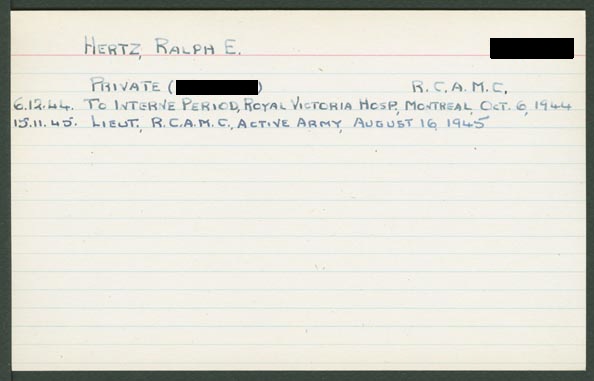 HERTZ, RALPH E.
PRIVATE ( ) R.C.A.M.C.
6.12.44. TO INTERNE PERIOD, ROYAL VICTORIA HOSP., MONTREAL, OCT. 6, 1944
15.11.45. LIEUT., R.C.A.M.C., ACTIVE ARMY, AUGUST 16, 1945